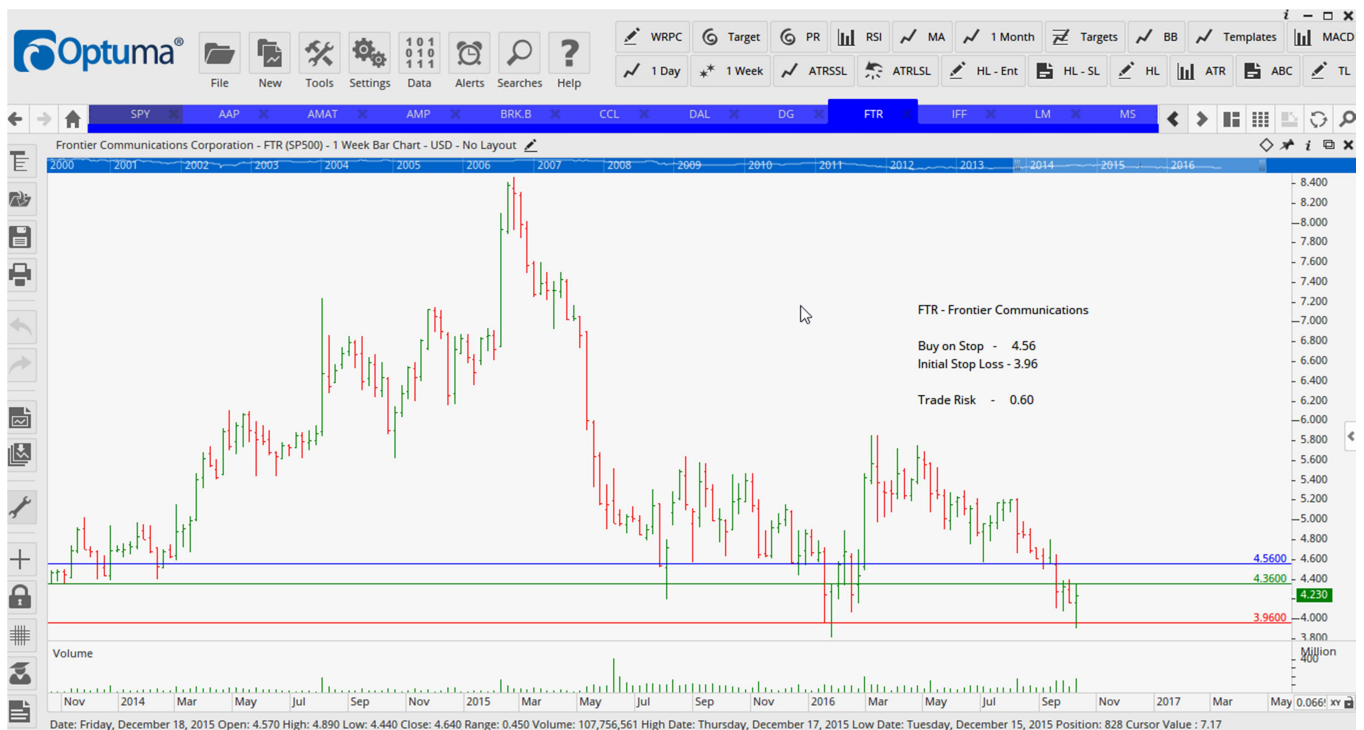 i
Optuma®
File
New
Tools
Settings
101 010 111
Data
Alerts
Searches
?
Help
WRPC
Target
PR
RSI
MA
1 Month
Targets
BB
Templates
MACD
1 Day
1 Week
ATRSSL
ATRLSL
HL - Ent
HL - SL
HL
ATR
ABC
TL
SPY
AAP
AMAT
AMP
BRK.B
CCL
DAL
DG
FTR
IFF
LM
MS
Frontier Communications Corporation - FTR (SP500) - 1 Week Bar Chart - USD - No Layout
i
2000 2001 2002 2003 2004 2005 2006 2007 2008 2009 2010 2011 2012 2013 2014 2015 2016
8.400
8.200
8.000
7.800
7.600
7.400
7.200
7.000
6.800
6.600
6.400
6.200
6.000
5.800
5.600
5.400
5.200
5.000
4.800
4.600
4.400
4.230
4.000
3.800
FTR - Frontier Communications
Buy on Stop - 4.56
Initial Stop Loss - 3.96
Trade Risk - 0.60
4.5600
4.3600
3.9600
Volume
Million
400
Nov 2014 Mar May Jul Sep Nov 2015 Mar May Jul Sep Nov 2016 Mar May Jul Sep Nov 2017 Mar May
XY
Date: Friday, December 18, 2015 Open: 4.570 High: 4.890 Low: 4.440 Close: 4.640 Range: 0.450 Volume: 107,756,561 High Date: Thursday, December 17, 2015 Low Date: Tuesday, December 15, 2015 Position: 828 Cursor Value : 7.17